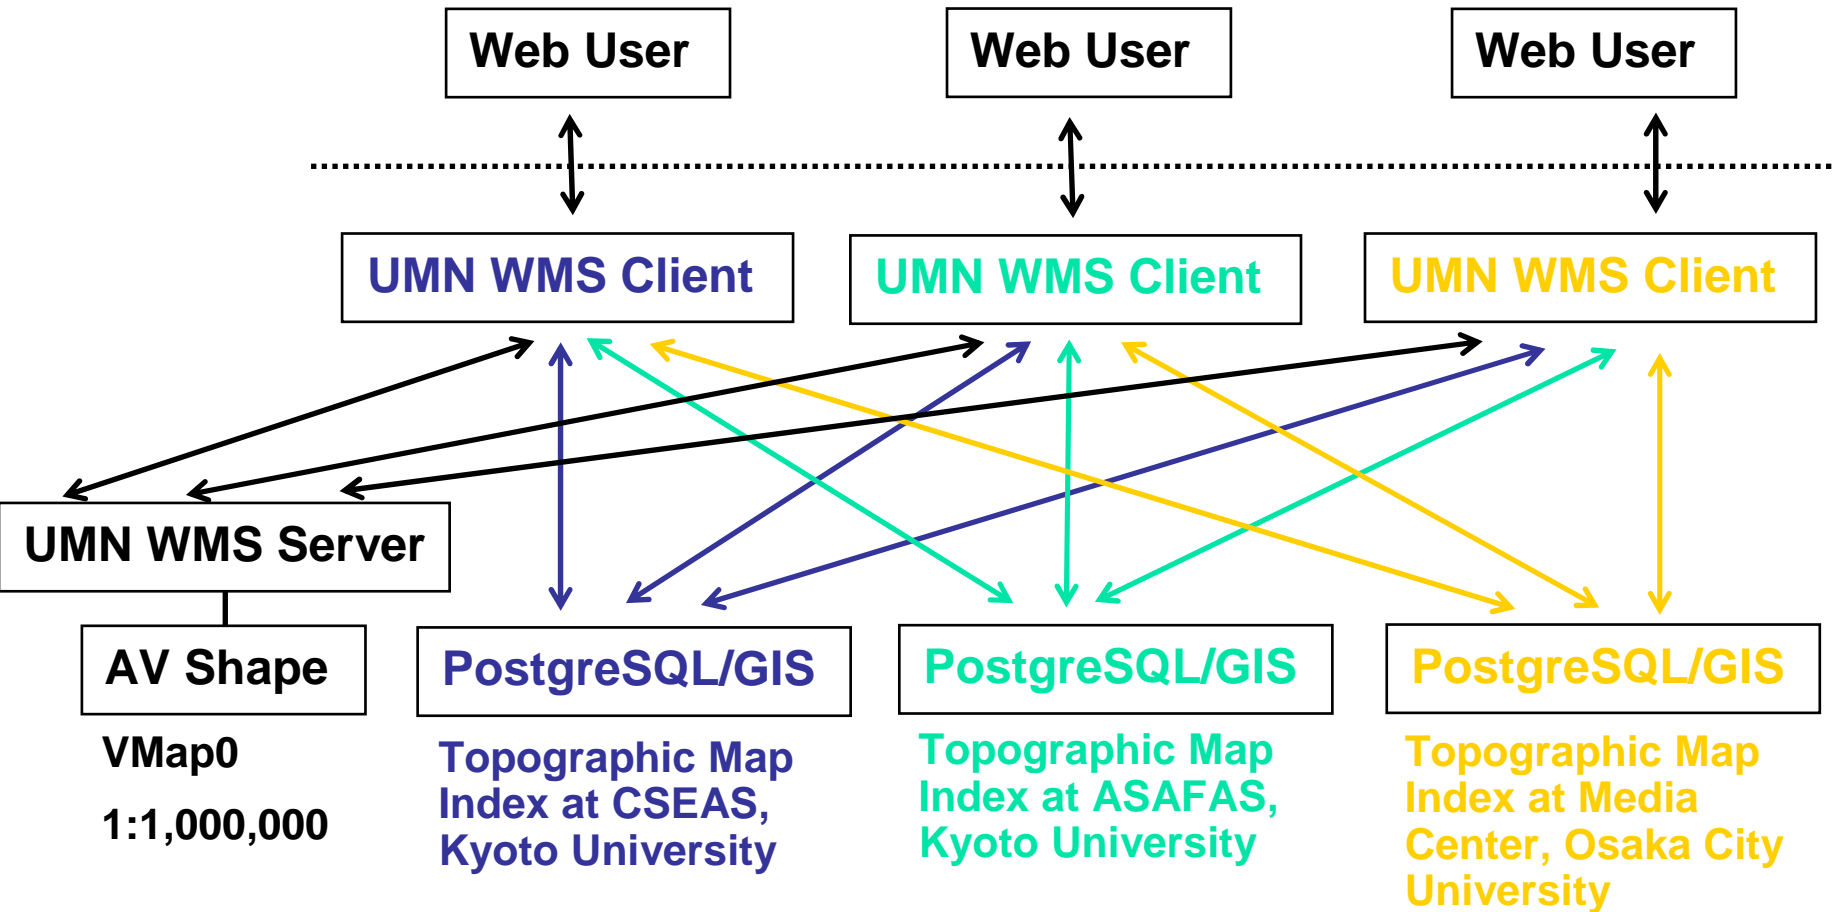 Web User
Web User
Web User
UMN WMS Client
UMN WMS Client
UMN WMS Client
UMN WMS Server
AV Shape
VMap0
1:1,000,000
PostgreSQL/GIS
Topographic Map
Index at CSEAS,
Kyoto University
PostgreSQL/GIS
Topographic Map
Index at ASAFAS,
Kyoto University
PostgreSQL/GIS
Topographic Map
Index at Media
Center, Osaka City
University